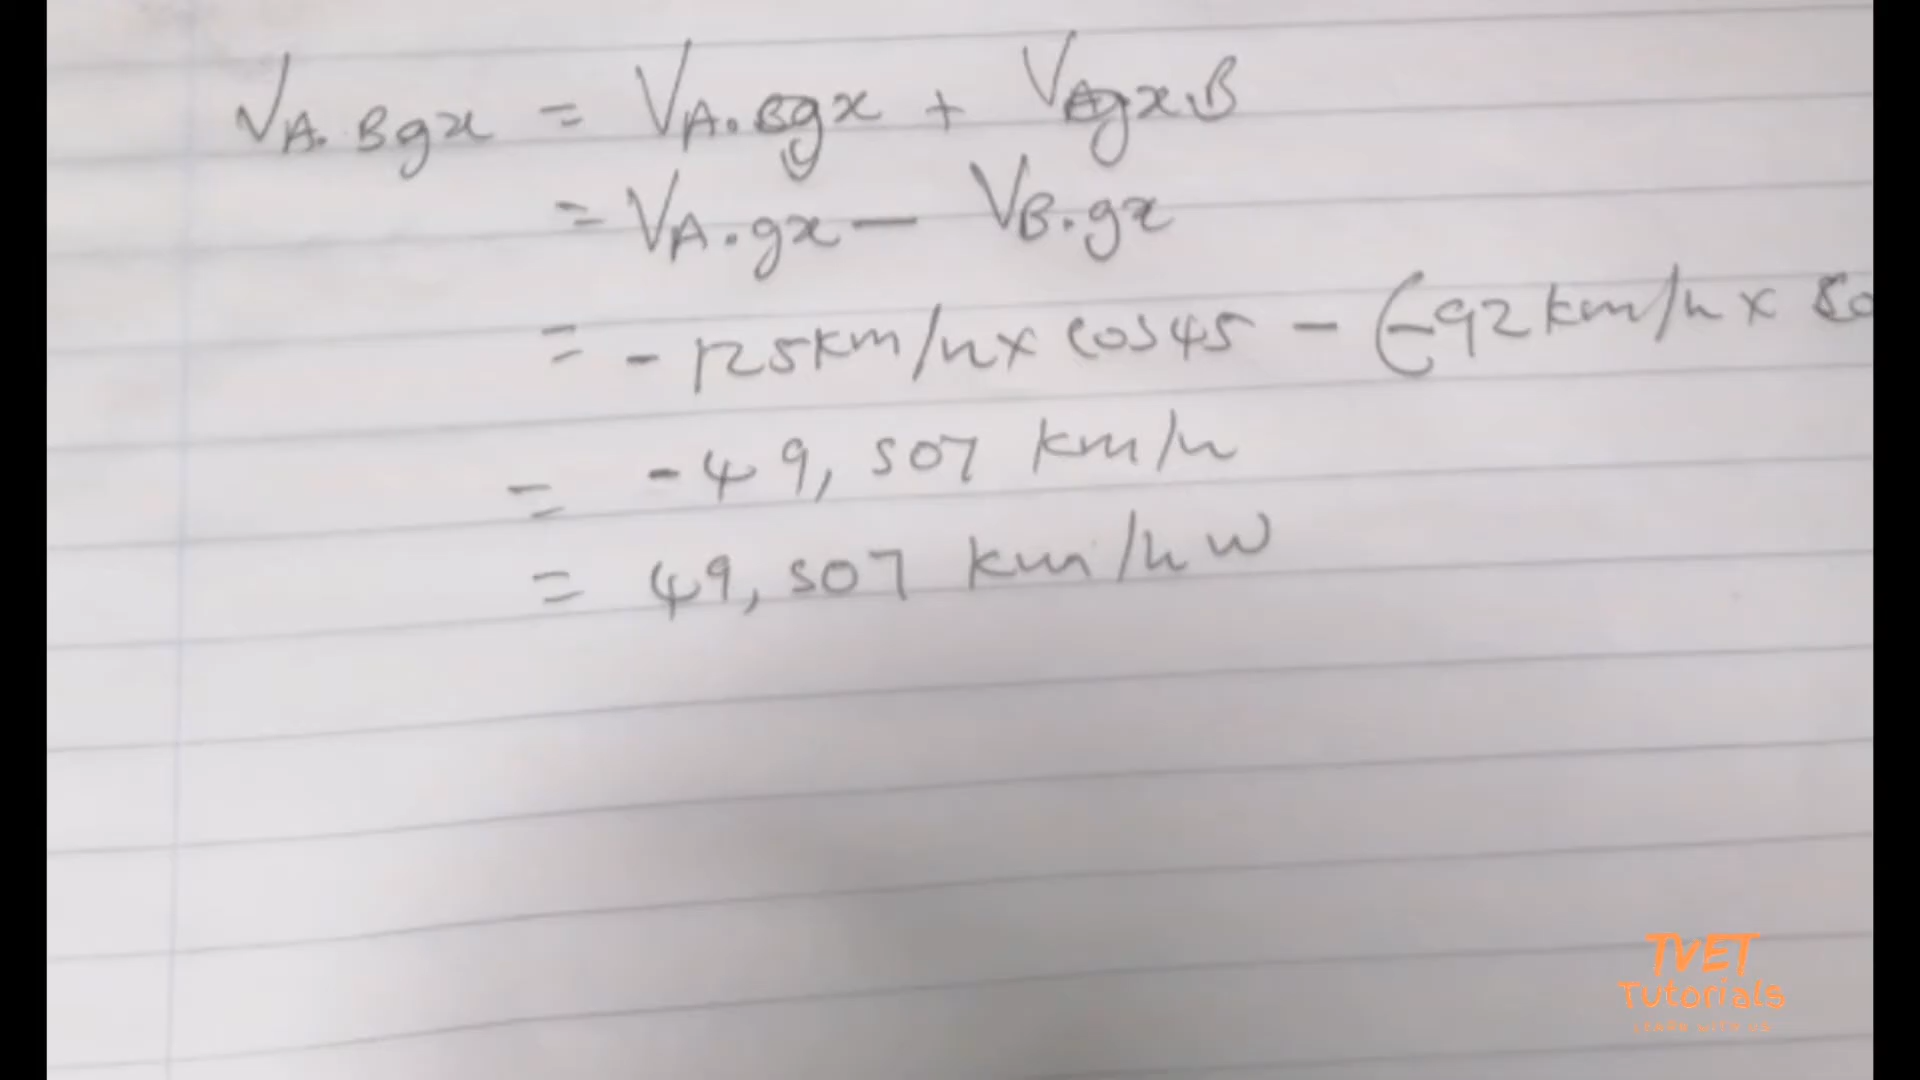 VA.Bgx = VA.Bgx + VAgx.B
= VA.gx - VB.gx
= - 125km/h x cos45 - (-92km/h x
= -49,507 km/h
= 49,507 km/h W
TVET
Tutorials